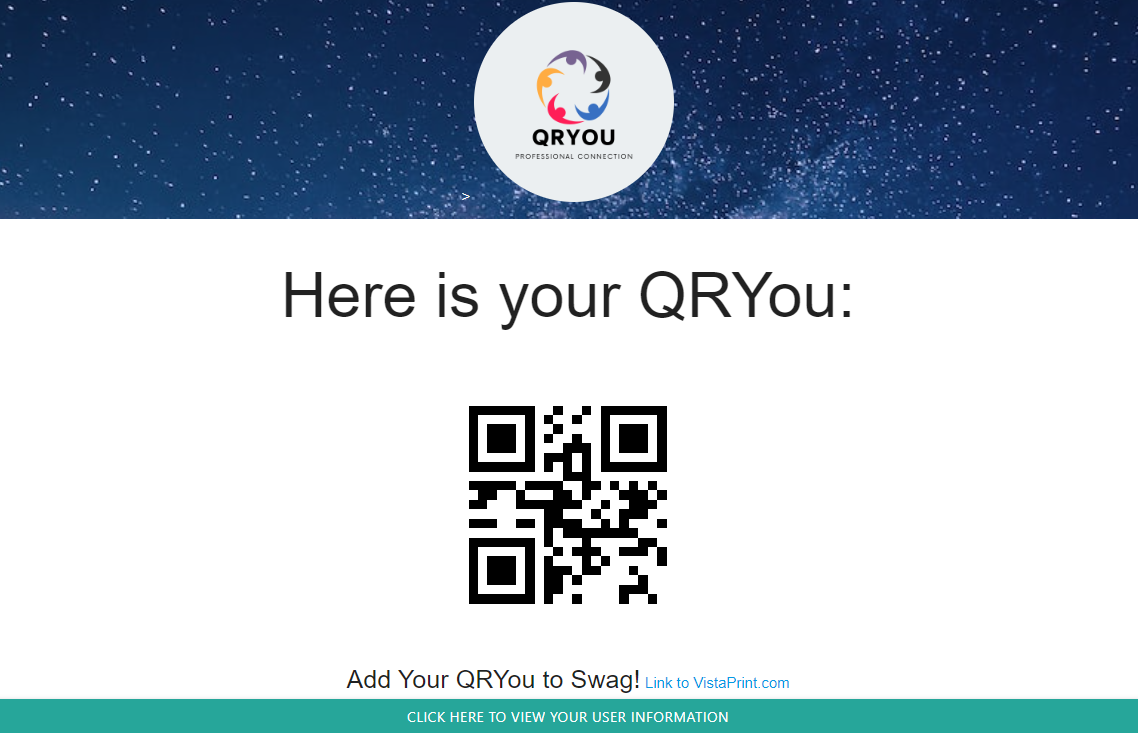 QRYOU
PROFESSIONAL CONNECTION
>
Here is your QRYou:
Add Your QRYou to Swag! Link to VistaPrint.com
CLICK HERE TO VIEW YOUR USER INFORMATION